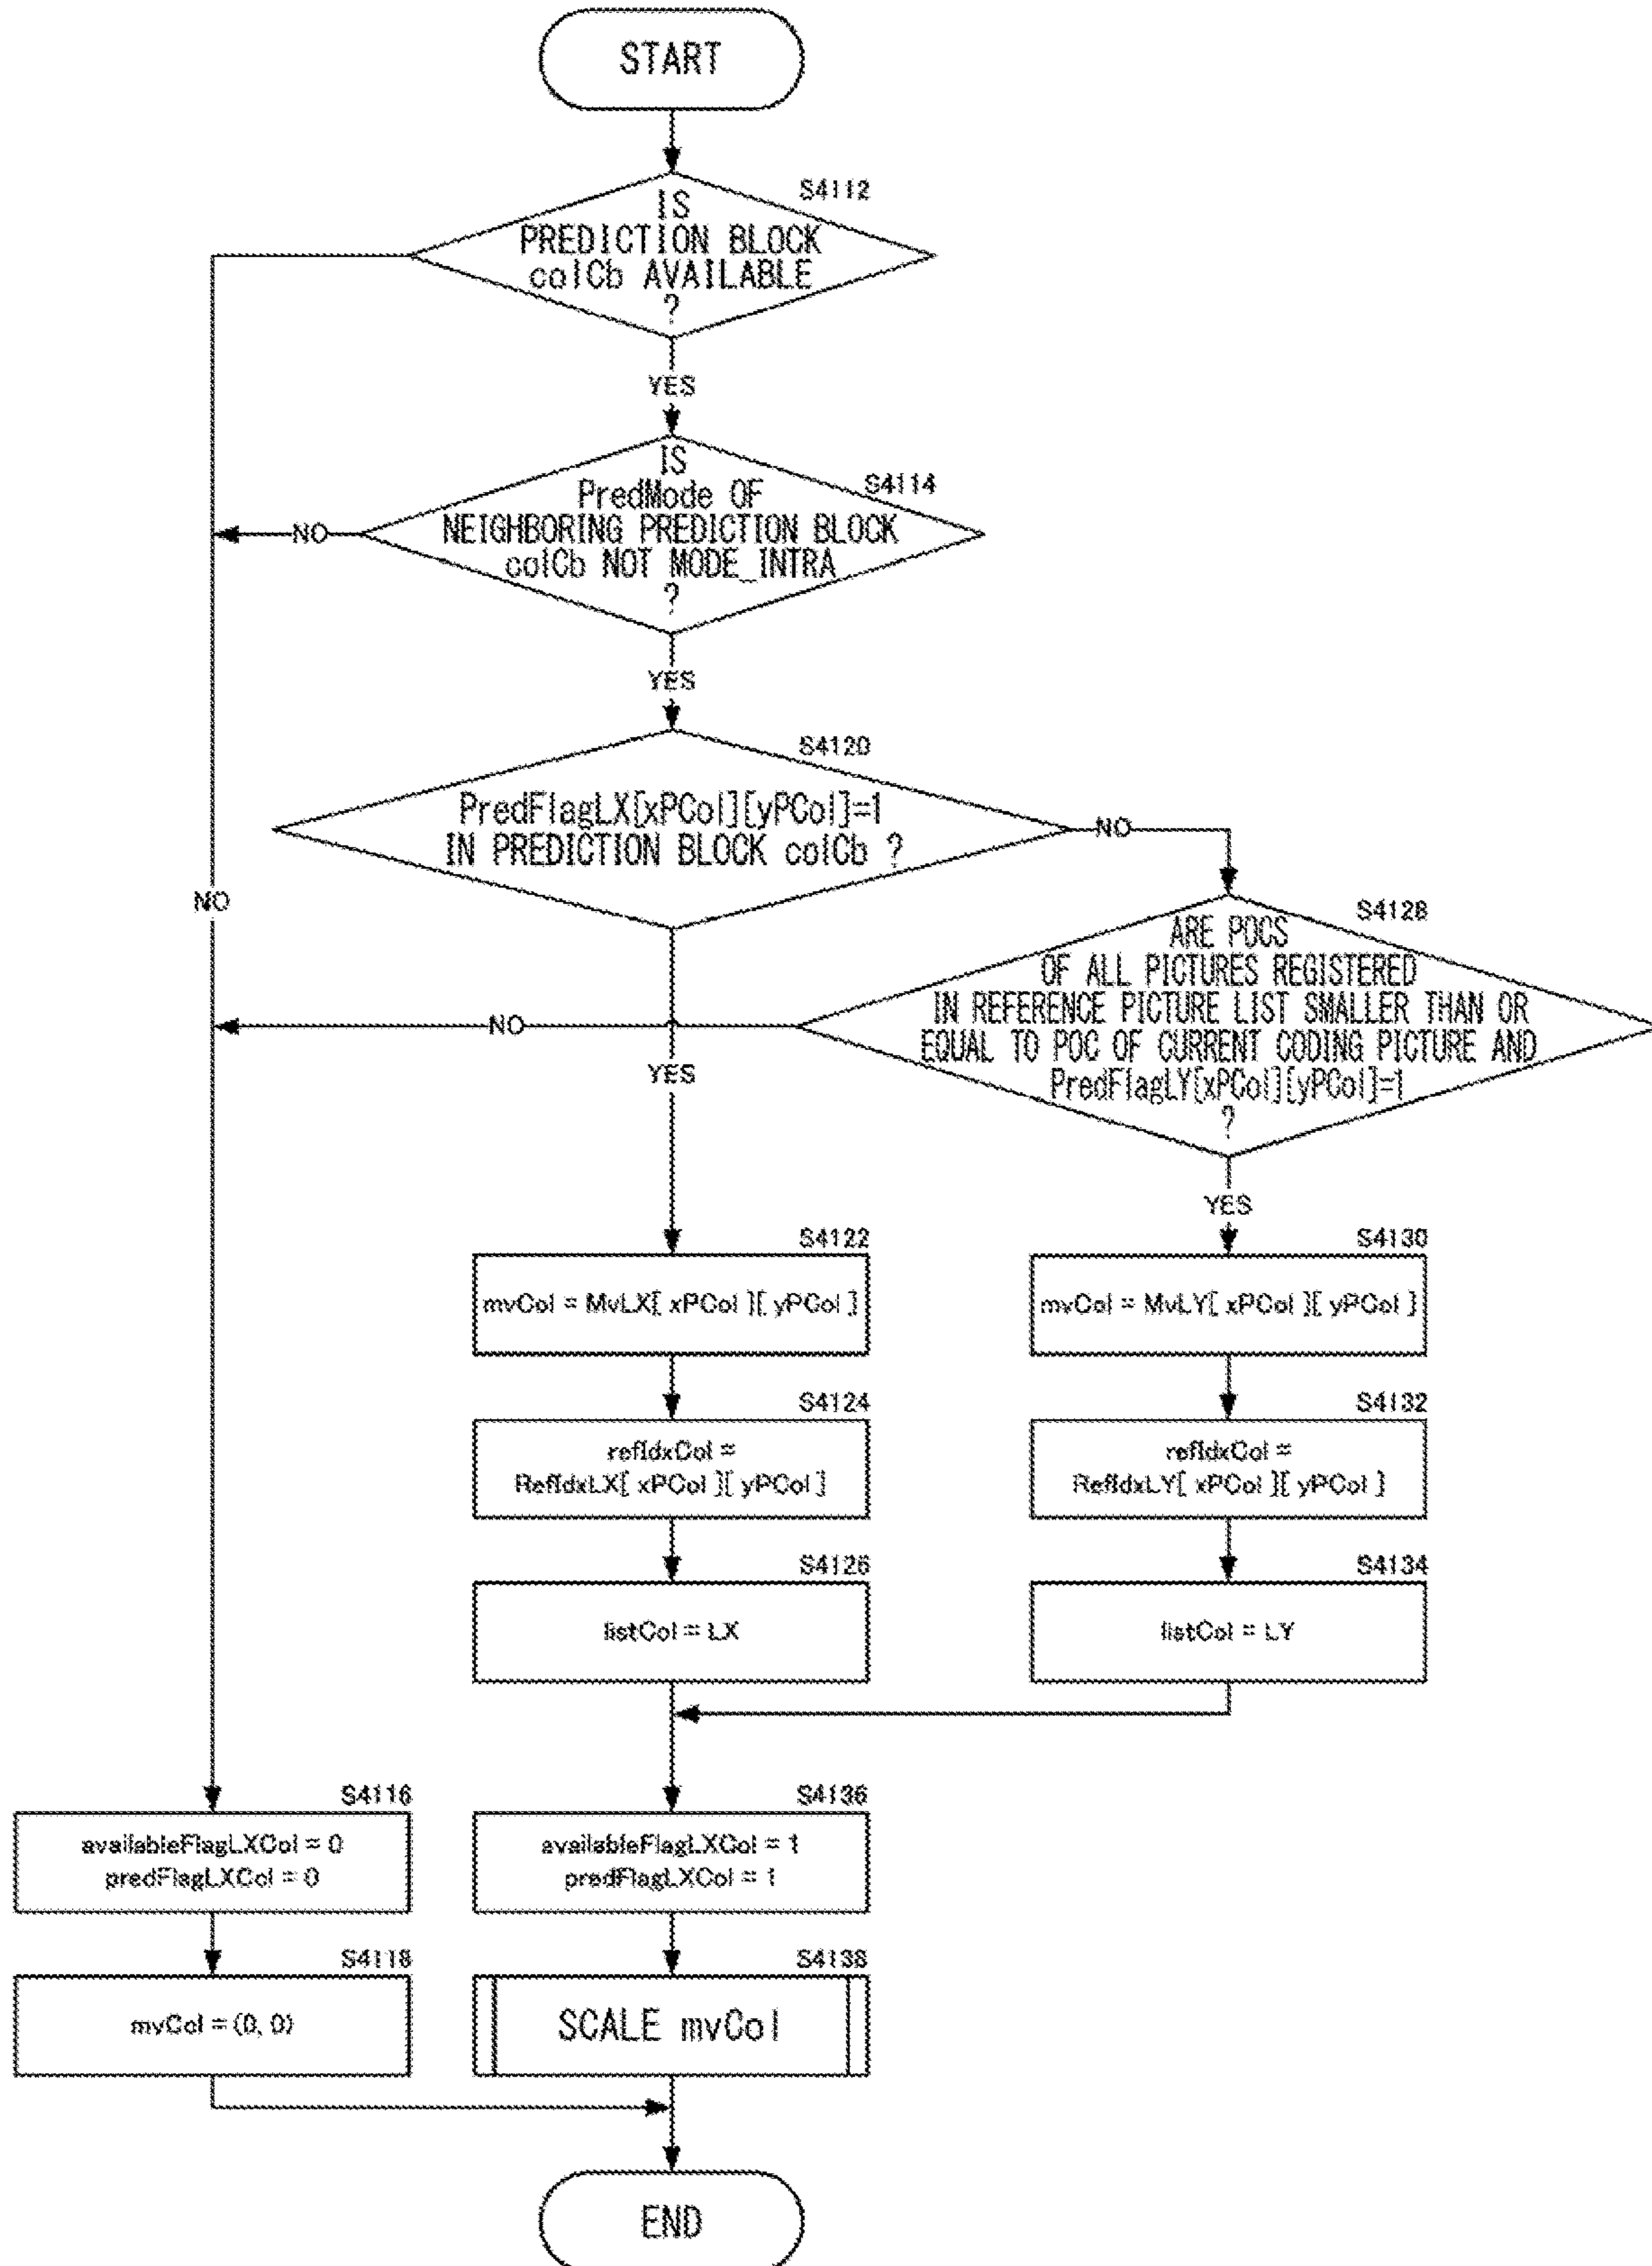 START
S4112
IS
PREDICTION BLOCK
colCb AVAILABLE
?
YES
S4114
IS
PredMode OF
NEIGHBORING PREDICTION BLOCK
colCb NOT MODE_INTRA
?
NO
YES
S4120
PredFlagLX[xPCol][yPCol]=1
IN PREDICTION BLOCK colCb ?
NO
NO
S4128
ARE POCS
OF ALL PICTURES REGISTERED
IN REFERENCE PICTURE LIST SMALLER THAN OR
EQUAL TO POC OF CURRENT CODING PICTURE AND
PredFlagLY[xPCol][yPCol]=1
?
NO
YES
YES
S4122
mvCol = MvLX[ xPCol ][ yPCol ]
S4130
mvCol = MvLY[ xPCol ][ yPCol ]
S4124
refIdxCol =
RefIdxLX[ xPCol ][ yPCol ]
S4132
refIdxCol =
RefIdxLY[ xPCol ][ yPCol ]
S4126
listCol = LX
S4134
listCol = LY
S4116
availableFlagLXCol = 0
predFlagLXCol = 0
S4136
availableFlagLXCol = 1
predFlagLXCol = 1
S4118
mvCol = (0, 0)
S4138
SCALE mvCol
END